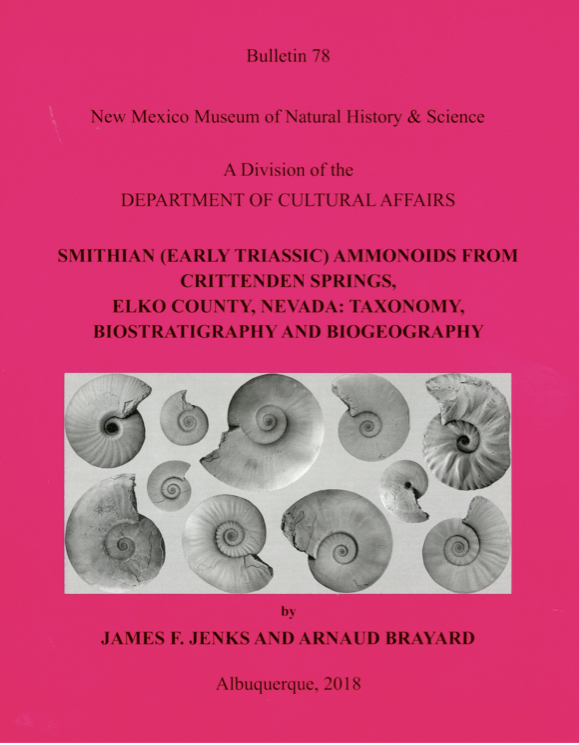 Bulletin 78
New Mexico Museum of Natural History & Science
A Division of the
DEPARTMENT OF CULTURAL AFFAIRS
SMITHIAN (EARLY TRIASSIC) AMMONOIDS FROM
CRITTENDEN SPRINGS,
ELKO COUNTY, NEVADA: TAXONOMY,
BIOSTRATIGRAPHY AND BIOGEOGRAPHY
by
JAMES F. JENKS AND ARNAUD BRAYARD
Albuquerque, 2018